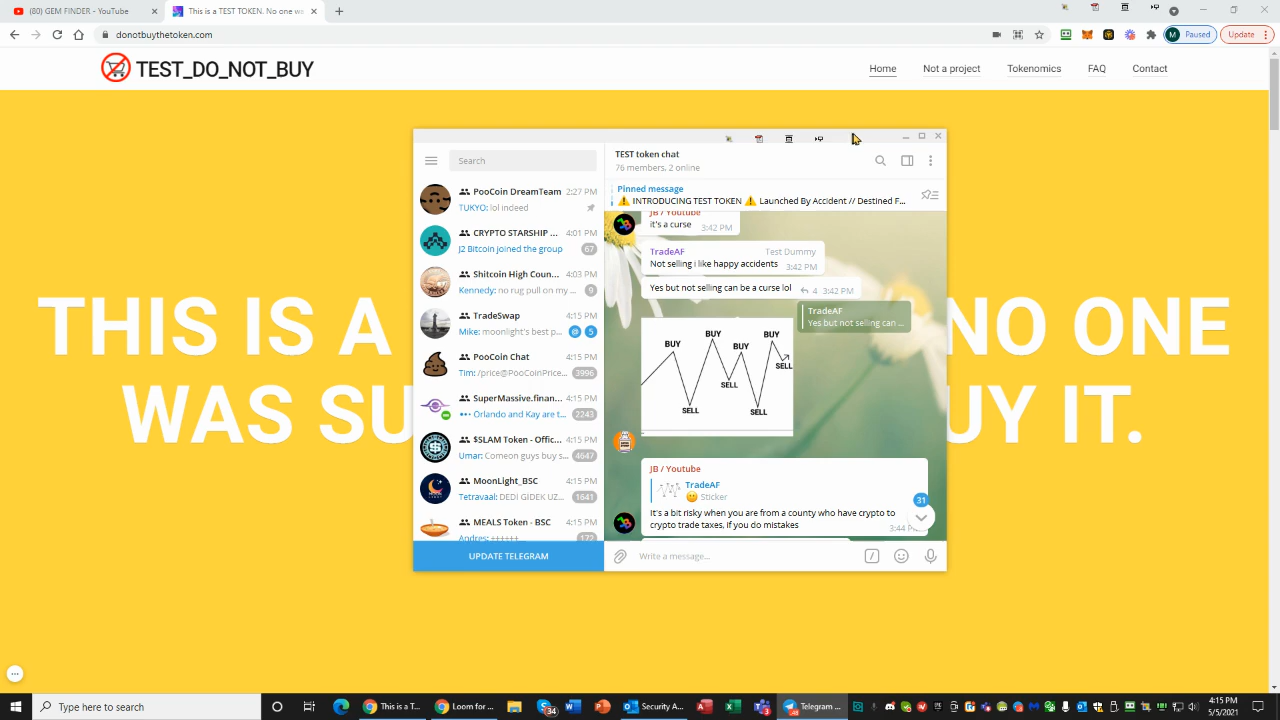 (80) GEM FINDER - YouTube
This is a TEST TOKEN. No one wa
donotbuythetoken.com
M Paused
Update
TEST_DO_NOT_BUY
Home Not a project Tokenomics FAQ Contact
THIS IS A NO ONE
WAS SU UY IT.
Search
PooCoin DreamTeam 2:27 PM
TUKYO: lol indeed
CRYPTO STARSHIP ... 4:01 PM
J2 Bitcoin joined the group 67
Shitcoin High Coun... 4:03 PM
Kennedy: no rug pull on my ... 9
TradeSwap 4:15 PM
Mike: moonlight's best p... @ 5
PooCoin Chat 4:15 PM
Tim: /price@PooCoinPrice... 3996
SuperMassive.finan... 4:15 PM
Orlando and Kay are t... 2243
$SLAM Token - Offic... 4:15 PM
Umar: Comeon guys buy s... 4647
MoonLight_BSC 4:15 PM
Tetravaal: DEDİ GİDEK UZ... 1641
MEALS Token - BSC 4:15 PM
Andres: ++++++... 172
UPDATE TELEGRAM
TEST token chat
76 members, 2 online
Pinned message
⚠️ INTRODUCING TEST TOKEN ⚠️ Launched By Accident // Destined F...
JB / Youtube
it's a curse 3:42 PM
TradeAF Test Dummy
Not selling i like happy accidents 3:42 PM
Yes but not selling can be a curse lol 4 3:42 PM
TradeAF
Yes but not selling can ...
BUY BUY BUY BUY
SELL SELL SELL SELL
JB / Youtube
TradeAF
Sticker
31
It's a bit risky when you are from a county who have crypto to
crypto trade taxes, if you do mistakes 3:44 P
Write a message...
Type here to search
This is a T...
Loom for ...
34
Security A...
Telegram ...
4:15 PM
5/5/2021